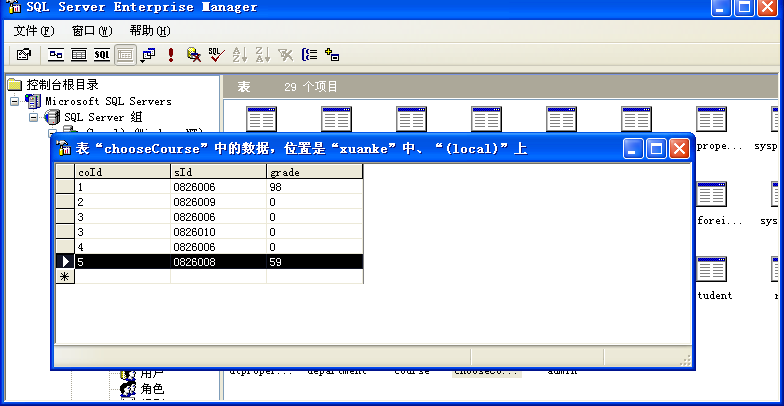 SQL Server Enterprise Manager
文件(F) 窗口(W) 帮助(H)
SQL SQL
控制台根目录
表 29 个项目
Microsoft SQL Servers
SQL Server 组
表“chooseCourse”中的数据，位置是“xuanke”中、“(local)”上
coId sId grade
1 0826006 98
2 0826009 0
3 0826006 0
3 0826010 0
4 0826006 0
5 0826008 59
prope... sysp
forei... sys
tudent
用户
dtproper... department course chooseCo... admin
角色